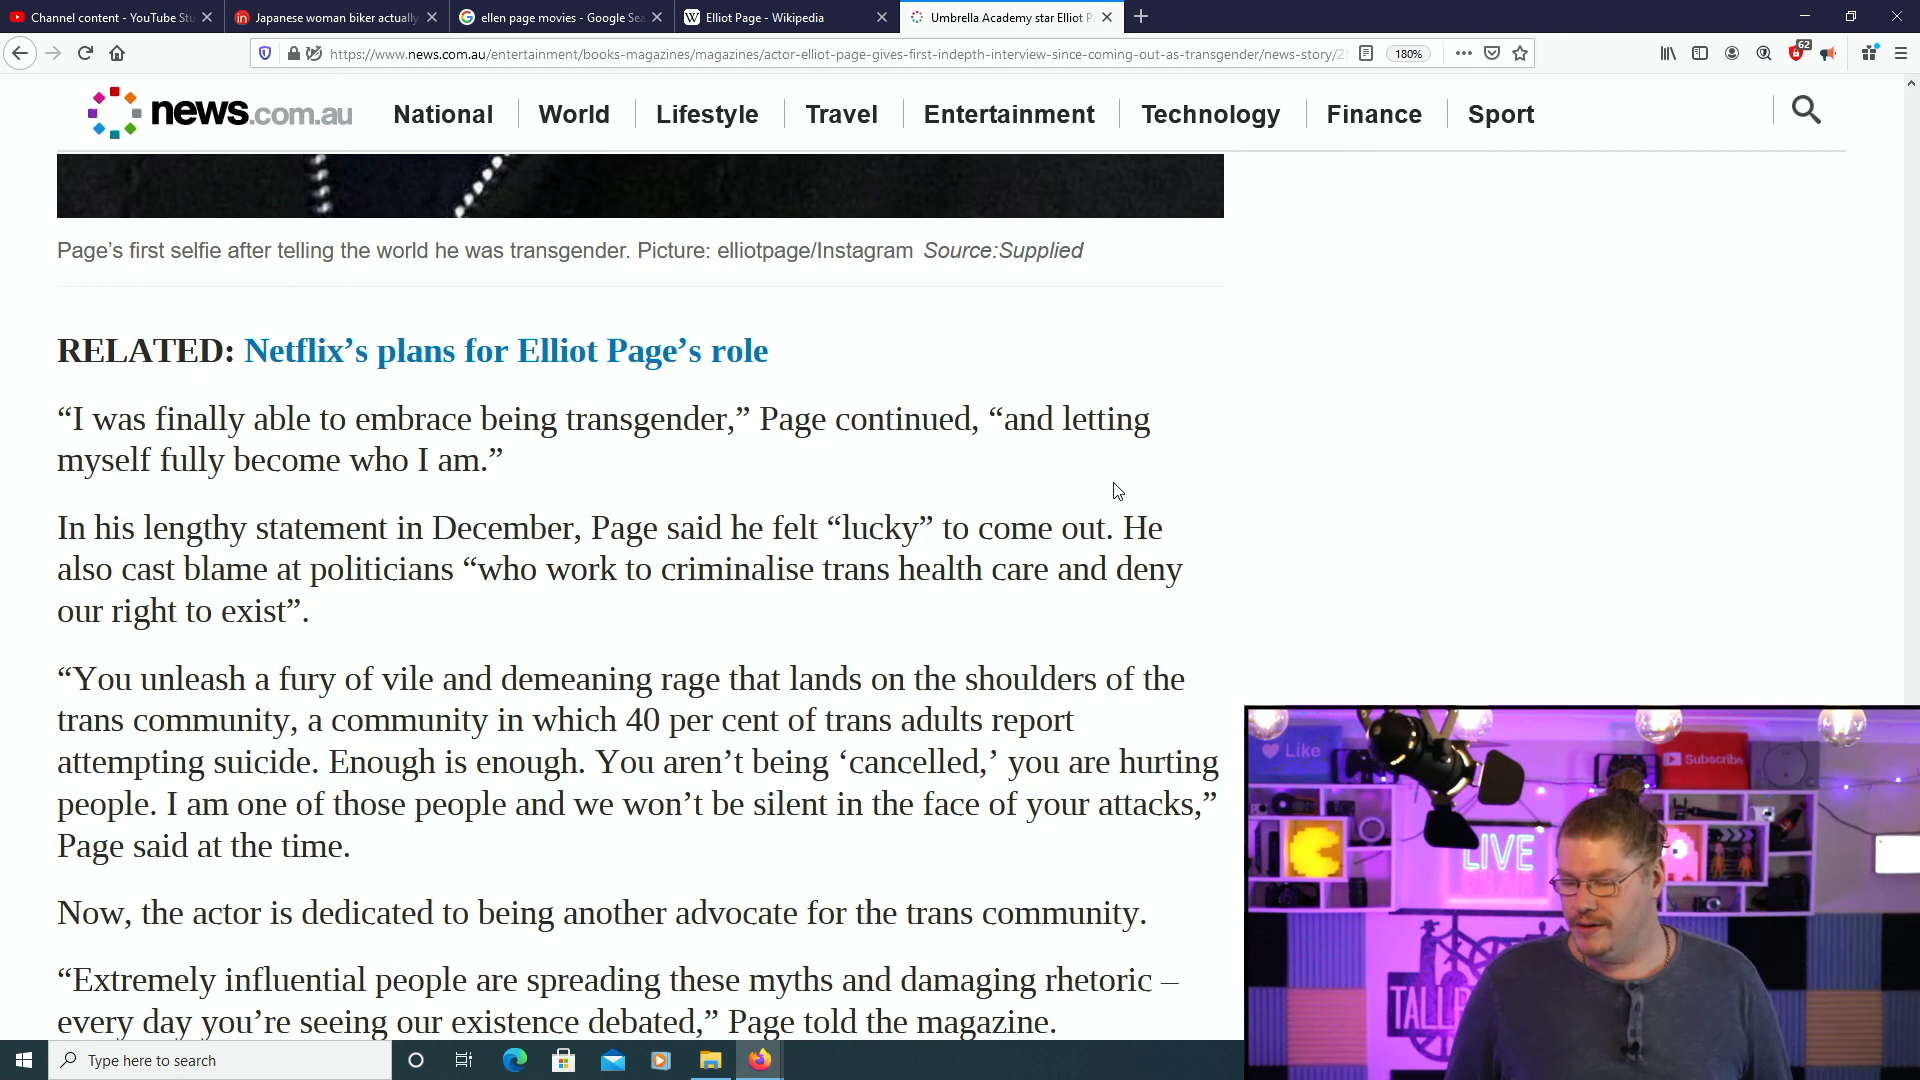 Channel content - YouTube Stu
Japanese woman biker actually
ellen page movies - Google Sea
Elliot Page - Wikipedia
Umbrella Academy star Elliot P
https://www.news.com.au/entertainment/books-magazines/magazines/actor-elliot-page-gives-first-indepth-interview-since-coming-out-as-transgender/news-story/2
180%
62
news.com.au
National
World
Lifestyle
Travel
Entertainment
Technology
Finance
Sport
Page’s first selfie after telling the world he was transgender. Picture: elliotpage/Instagram Source:Supplied
RELATED: Netflix’s plans for Elliot Page’s role
“I was finally able to embrace being transgender,” Page continued, “and letting
myself fully become who I am.”
In his lengthy statement in December, Page said he felt “lucky” to come out. He
also cast blame at politicians “who work to criminalise trans health care and deny
our right to exist”.
“You unleash a fury of vile and demeaning rage that lands on the shoulders of the
trans community, a community in which 40 per cent of trans adults report
attempting suicide. Enough is enough. You aren’t being ‘cancelled,’ you are hurting
people. I am one of those people and we won’t be silent in the face of your attacks,”
Page said at the time.
Now, the actor is dedicated to being another advocate for the trans community.
“Extremely influential people are spreading these myths and damaging rhetoric –
every day you’re seeing our existence debated,” Page told the magazine.
Like
Subscribe
LIVE
TALL
Type here to search